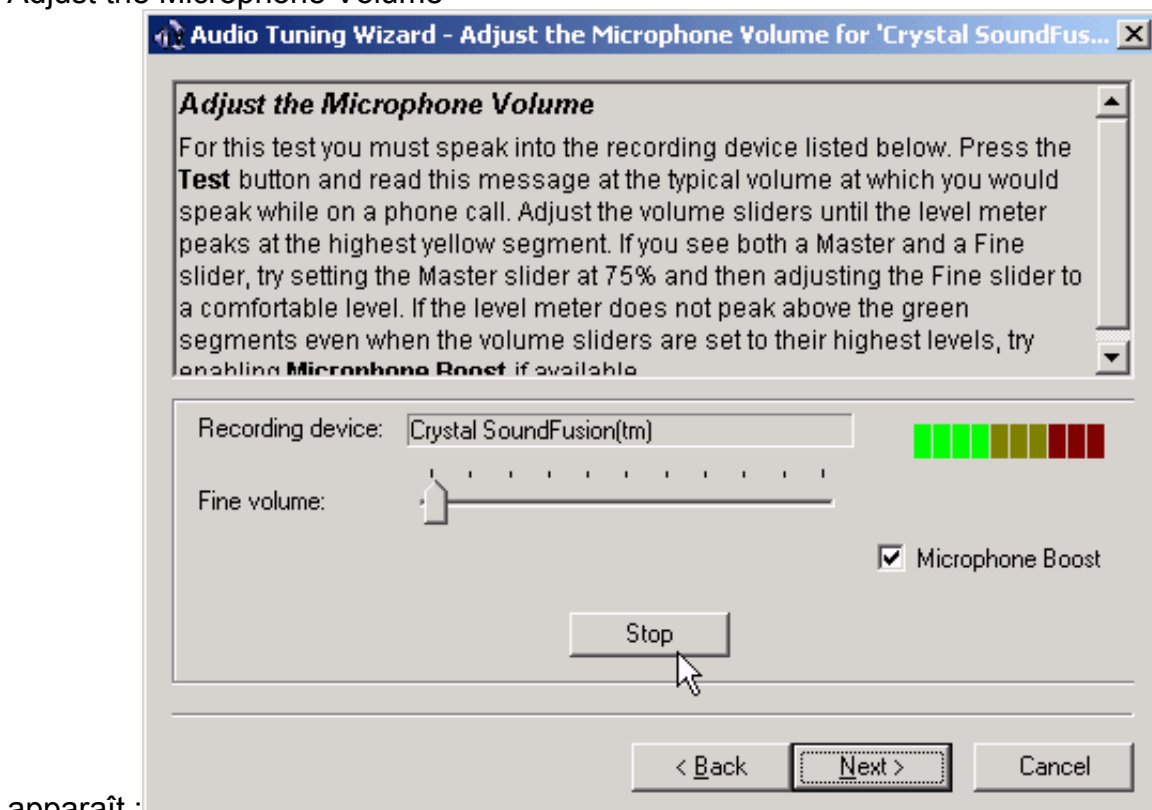 Adjust the Microphone Volume
Audio Tuning Wizard - Adjust the Microphone Volume for 'Crystal SoundFus...
Adjust the Microphone Volume
For this test you must speak into the recording device listed below. Press the
Test button and read this message at the typical volume at which you would
speak while on a phone call. Adjust the volume sliders until the level meter
peaks at the highest yellow segment. If you see both a Master and a Fine
slider, try setting the Master slider at 75% and then adjusting the Fine slider to
a comfortable level. If the level meter does not peak above the green
segments even when the volume sliders are set to their highest levels, try
enabling Microphone Boost if available.
Recording device: Crystal SoundFusion(tm)
Fine volume:
Microphone Boost
Stop
< Back Next > Cancel
apparaît :